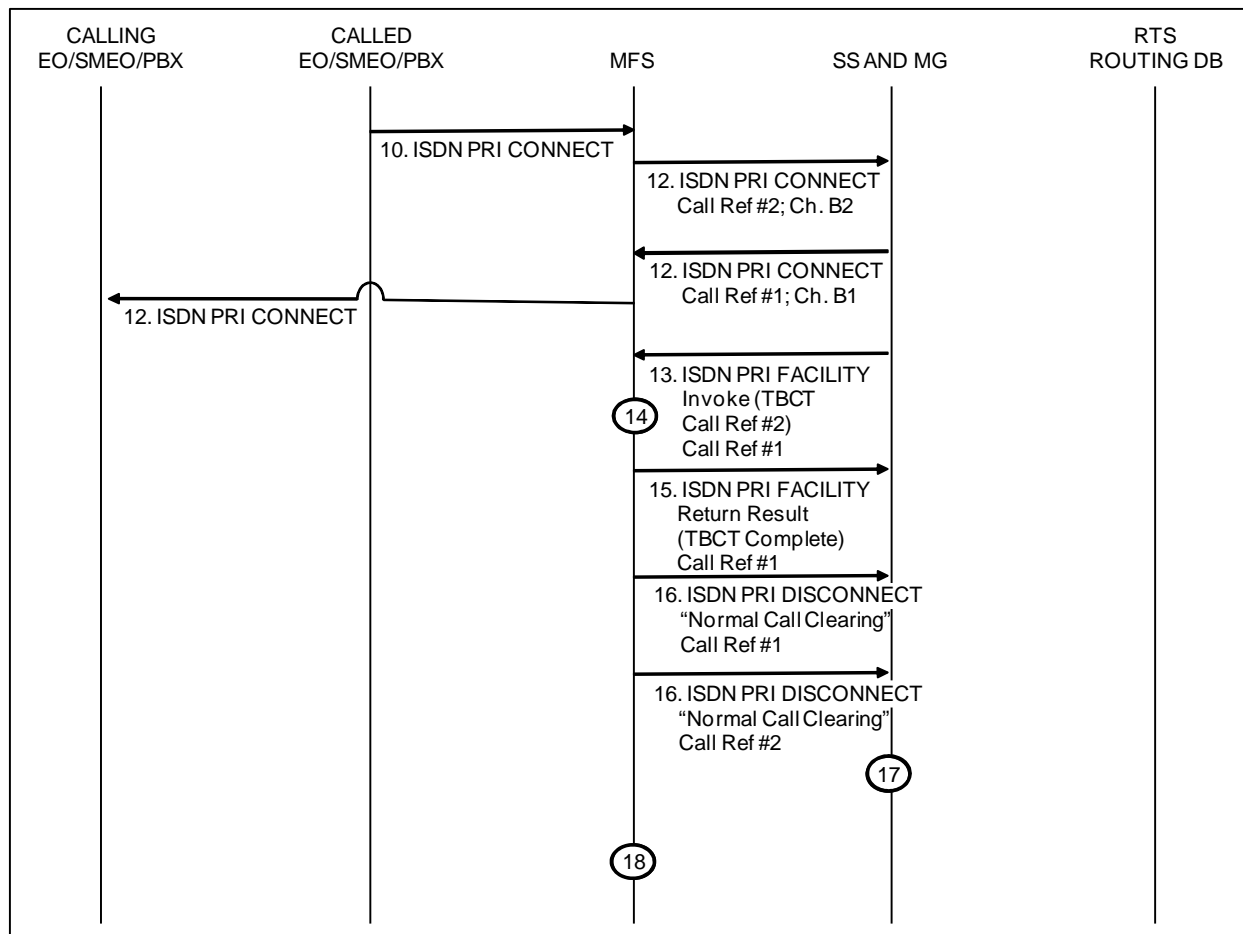 CALLING
EO/SMEO/PBX
CALLED
EO/SMEO/PBX
MFS
SS AND MG
RTS
ROUTING DB
10. ISDN PRI CONNECT
12. ISDN PRI CONNECT
Call Ref #2; Ch. B2
12. ISDN PRI CONNECT
Call Ref #1; Ch. B1
12. ISDN PRI CONNECT
13. ISDN PRI FACILITY
Invoke (TBCT
Call Ref #2)
Call Ref #1
14
15. ISDN PRI FACILITY
Return Result
(TBCT Complete)
Call Ref #1
16. ISDN PRI DISCONNECT
“Normal Call Clearing”
Call Ref #1
16. ISDN PRI DISCONNECT
“Normal Call Clearing”
Call Ref #2
17
18